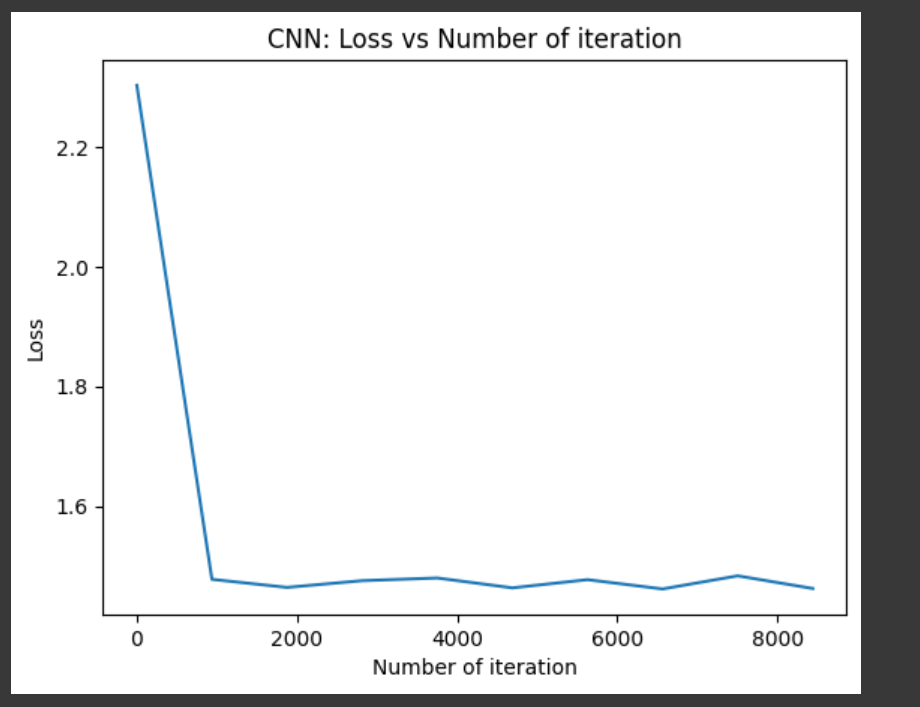 CNN: Loss vs Number of iteration
2.2
2.0
1.8
1.6
Loss
0 2000 4000 6000 8000
Number of iteration